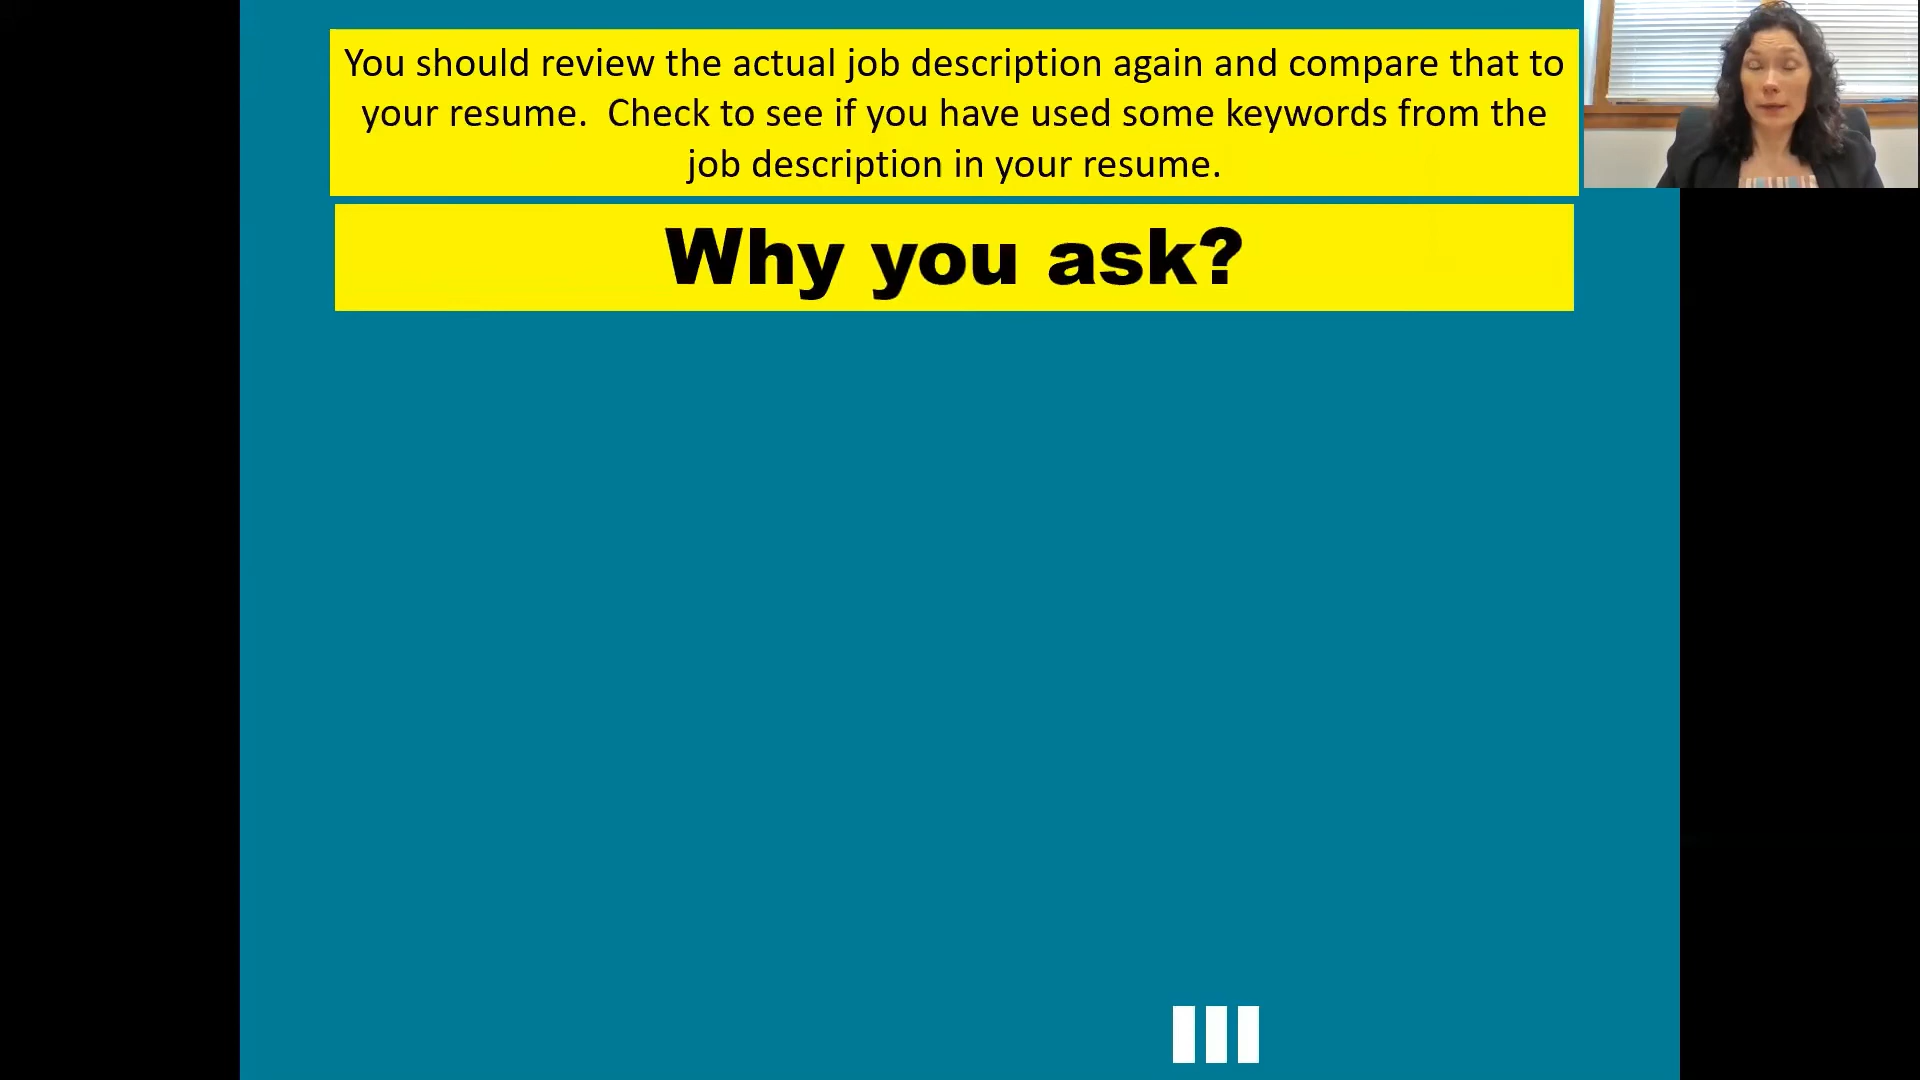 You should review the actual job description again and compare that to
your resume.  Check to see if you have used some keywords from the
job description in your resume.
Why you ask?